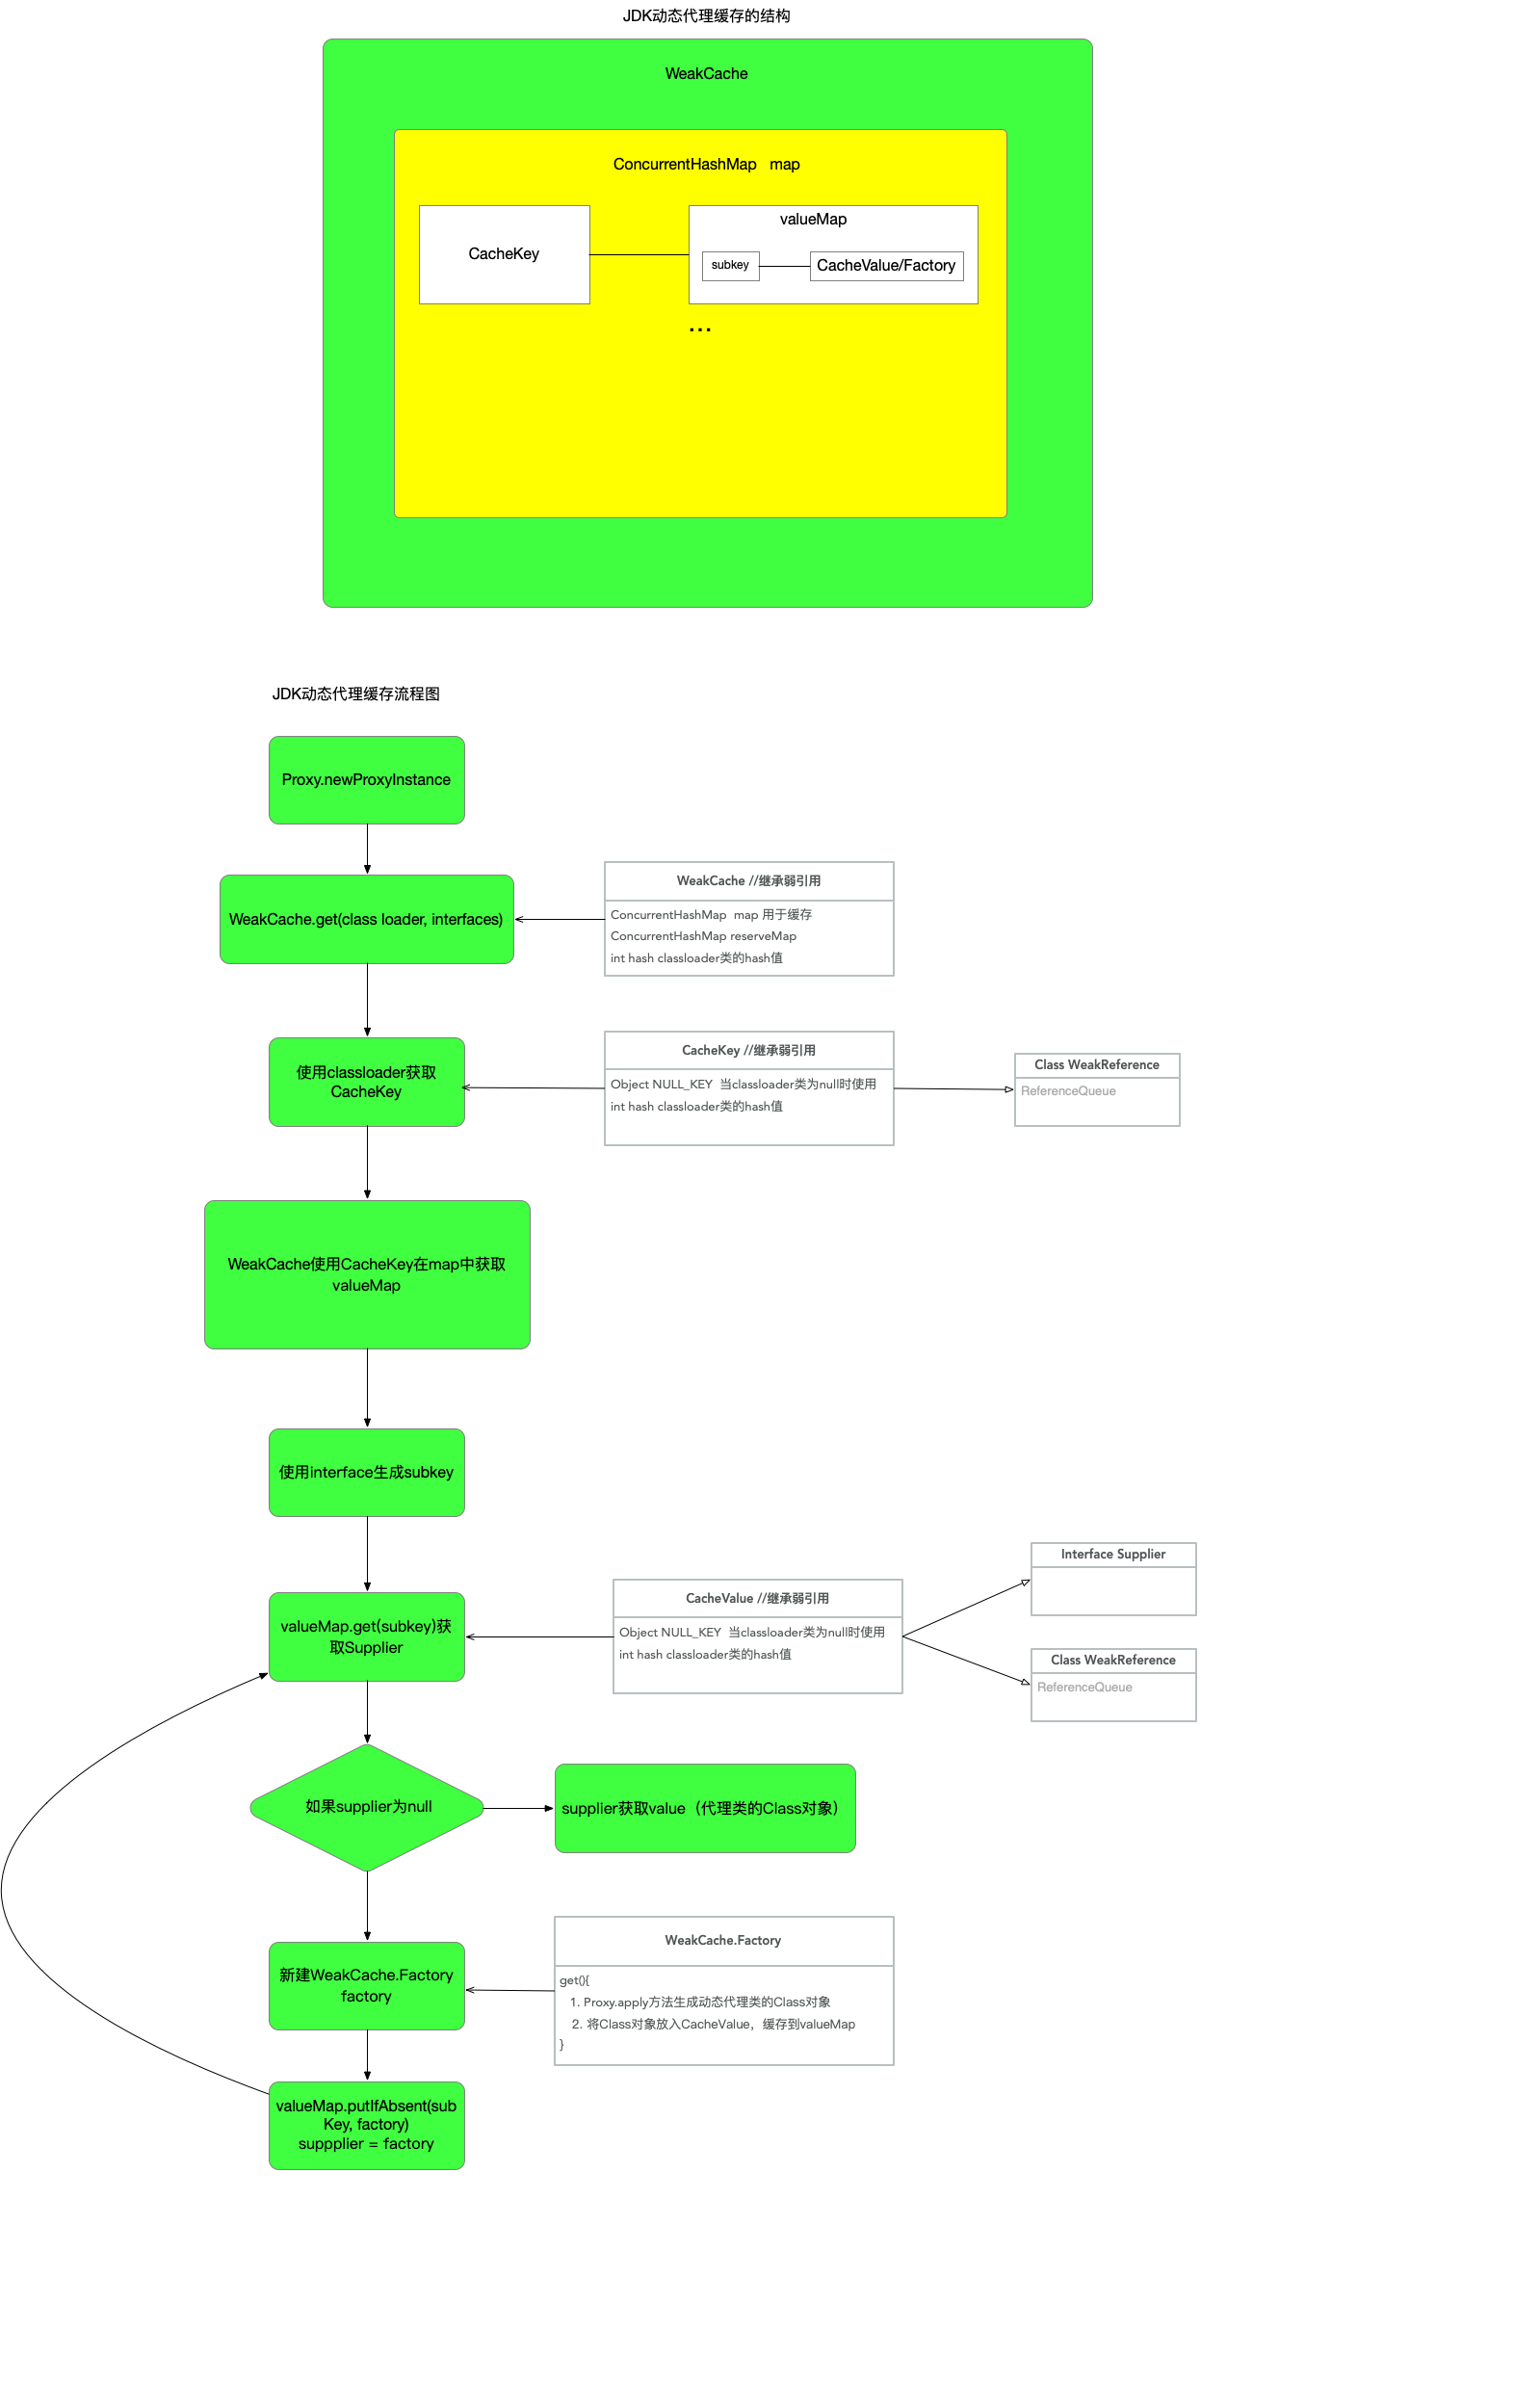 JDK动态代理缓存的结构
WeakCache
ConcurrentHashMap   map
CacheKey
valueMap
subkey
CacheValue/Factory
...
JDK动态代理缓存流程图
Proxy.newProxyInstance
WeakCache.get(class loader, interfaces)
WeakCache //继承弱引用
ConcurrentHashMap  map 用于缓存
ConcurrentHashMap reserveMap
int hash classloader类的hash值
使用classloader获取
CacheKey
CacheKey //继承弱引用
Object NULL_KEY  当classloader类为null时使用
int hash classloader类的hash值
Class WeakReference
ReferenceQueue
WeakCache使用CacheKey在map中获取
valueMap
使用interface生成subkey
valueMap.get(subkey)获
取Supplier
CacheValue //继承弱引用
Object NULL_KEY  当classloader类为null时使用
int hash classloader类的hash值
Interface Supplier
Class WeakReference
ReferenceQueue
如果supplier为null
supplier获取value（代理类的Class对象）
新建WeakCache.Factory
factory
WeakCache.Factory
get(){
1. Proxy.apply方法生成动态代理类的Class对象
2. 将Class对象放入CacheValue，缓存到valueMap
}
valueMap.putIfAbsent(sub
Key, factory)
suppplier = factory